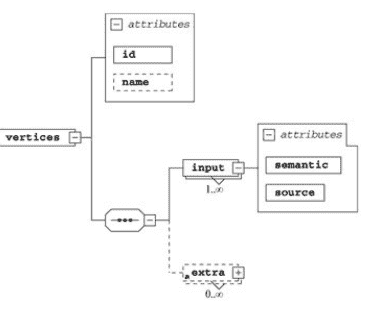 attributes
id
name
vertices
attributes
input
semantic
1..∞
source
extra
0..∞